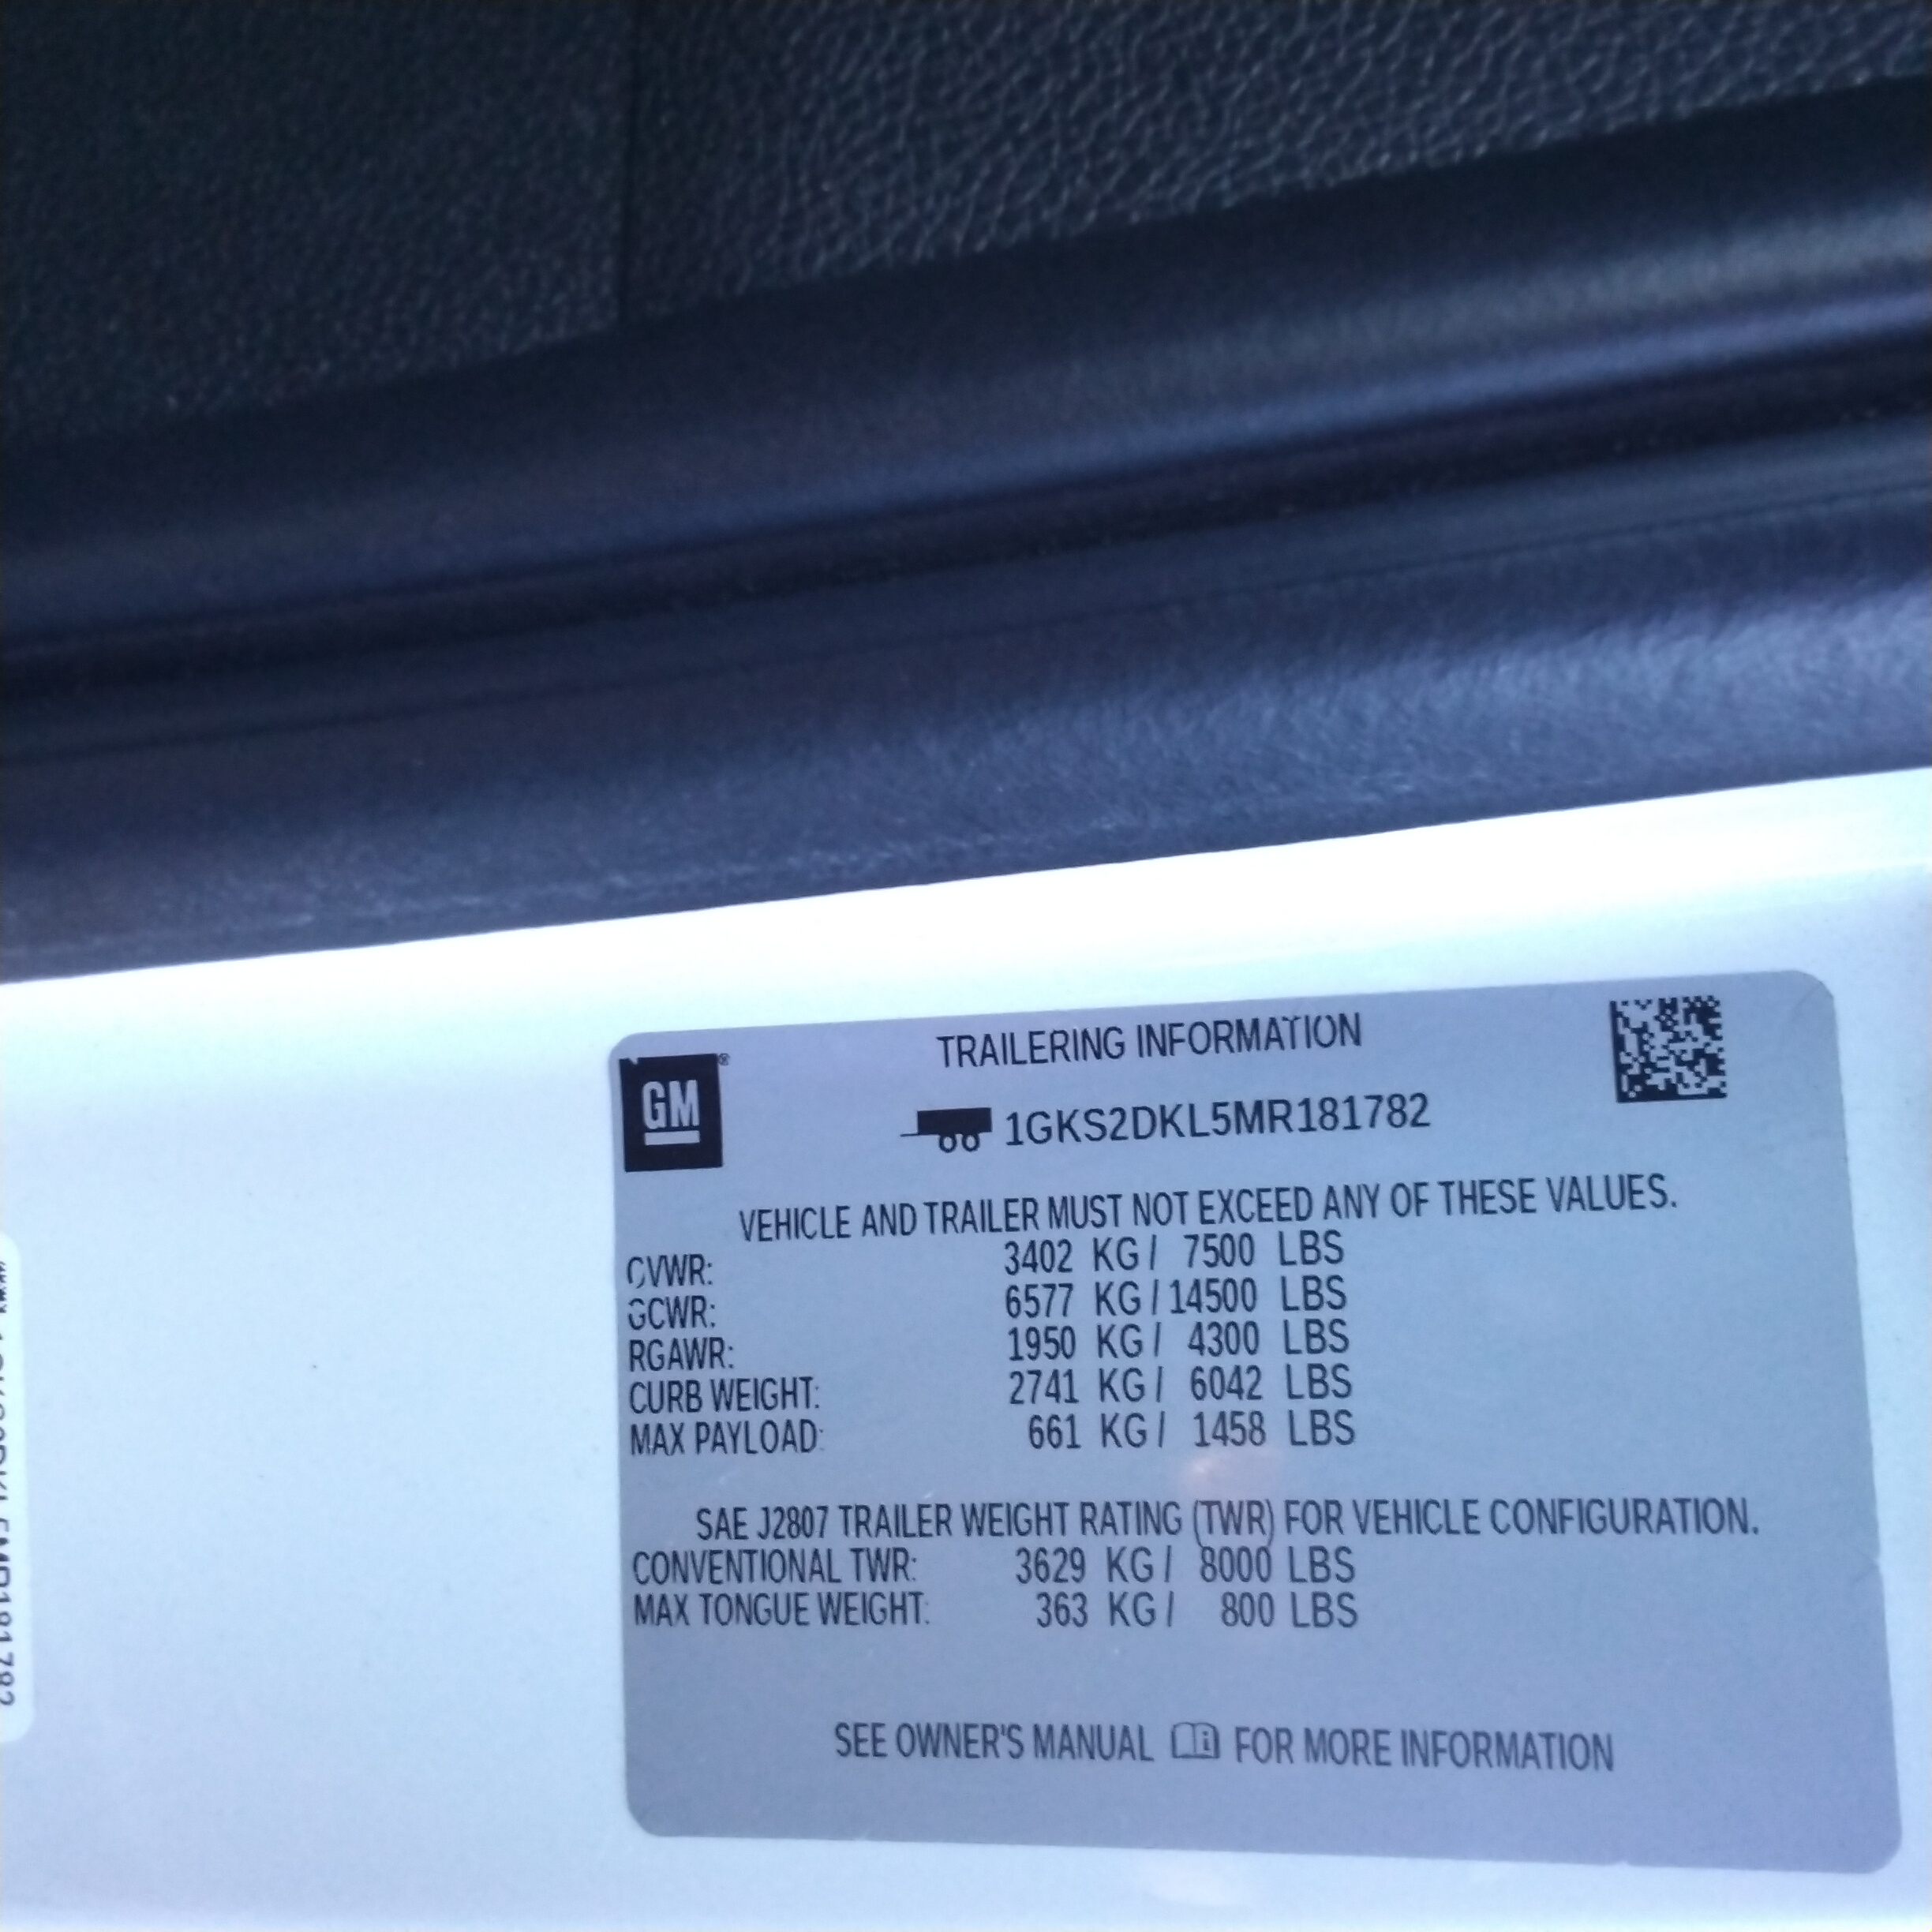 TRAILERING INFORMATION
GM®
1GKS2DKL5MR181782
VEHICLE AND TRAILER MUST NOT EXCEED ANY OF THESE VALUES.
GVWR: 3402 KG / 7500 LBS
GCWR: 6577 KG / 14500 LBS
RGAWR: 1950 KG / 4300 LBS
CURB WEIGHT: 2741 KG / 6042 LBS
MAX PAYLOAD: 661 KG / 1458 LBS
SAE J2807 TRAILER WEIGHT RATING (TWR) FOR VEHICLE CONFIGURATION.
CONVENTIONAL TWR: 3629 KG / 8000 LBS
MAX TONGUE WEIGHT: 363 KG / 800 LBS
SEE OWNER'S MANUAL FOR MORE INFORMATION